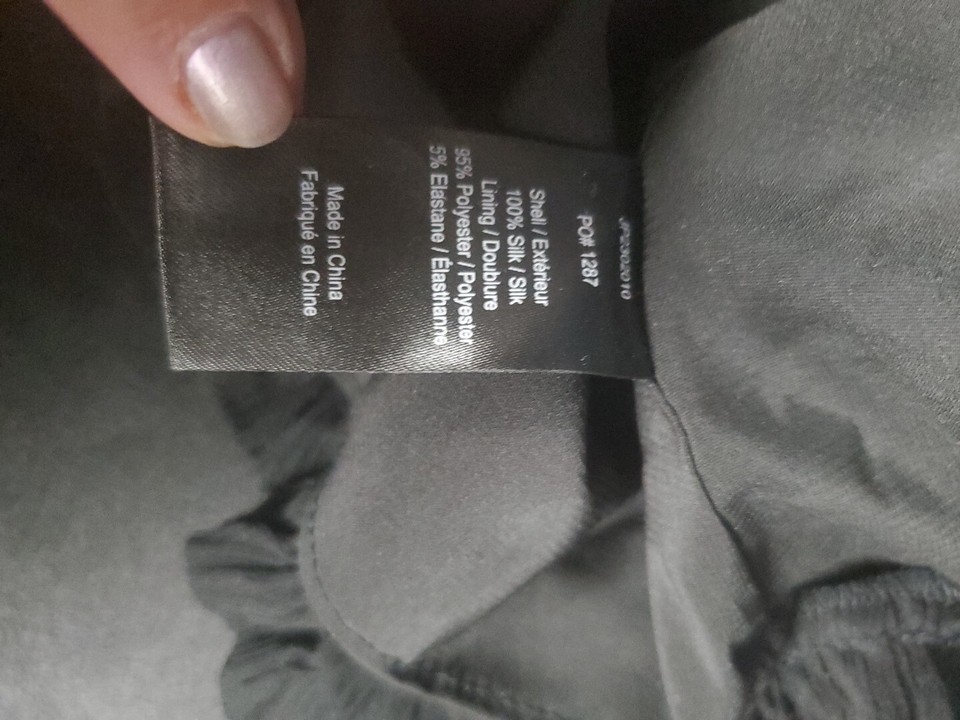 JP2302010
PO# 1287
Shell / Extérieur
100% Silk / Silk
Lining / Doublure
95% Polyester / Polyester
5% Elastane / Élasthanne
Made in China
Fabriqué en Chine